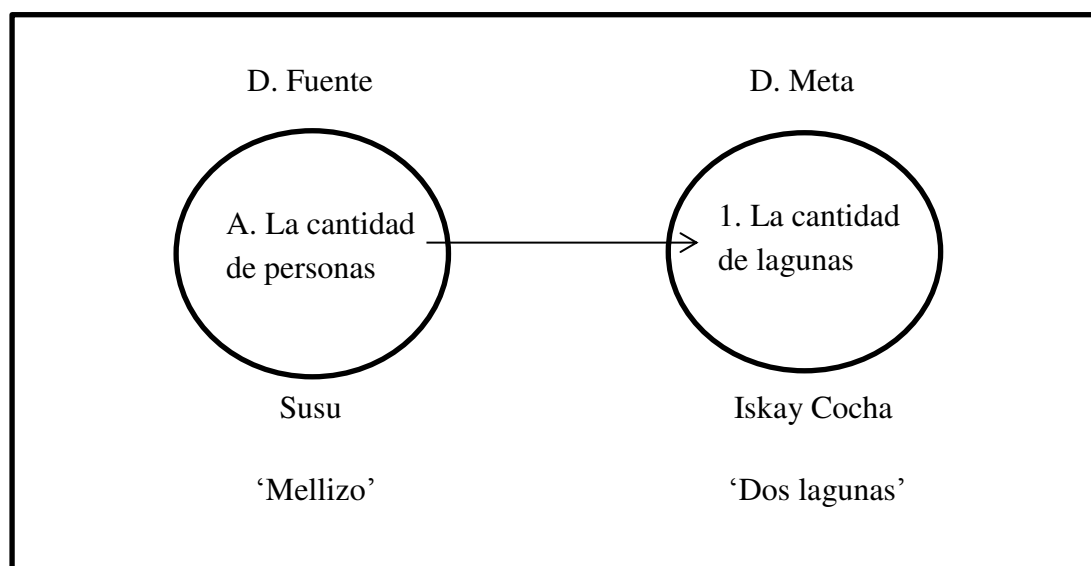 D. Fuente
D. Meta
A. La cantidad
de personas
1. La cantidad
de lagunas
Susu
Iskay Cocha
‘Mellizo’
‘Dos lagunas’